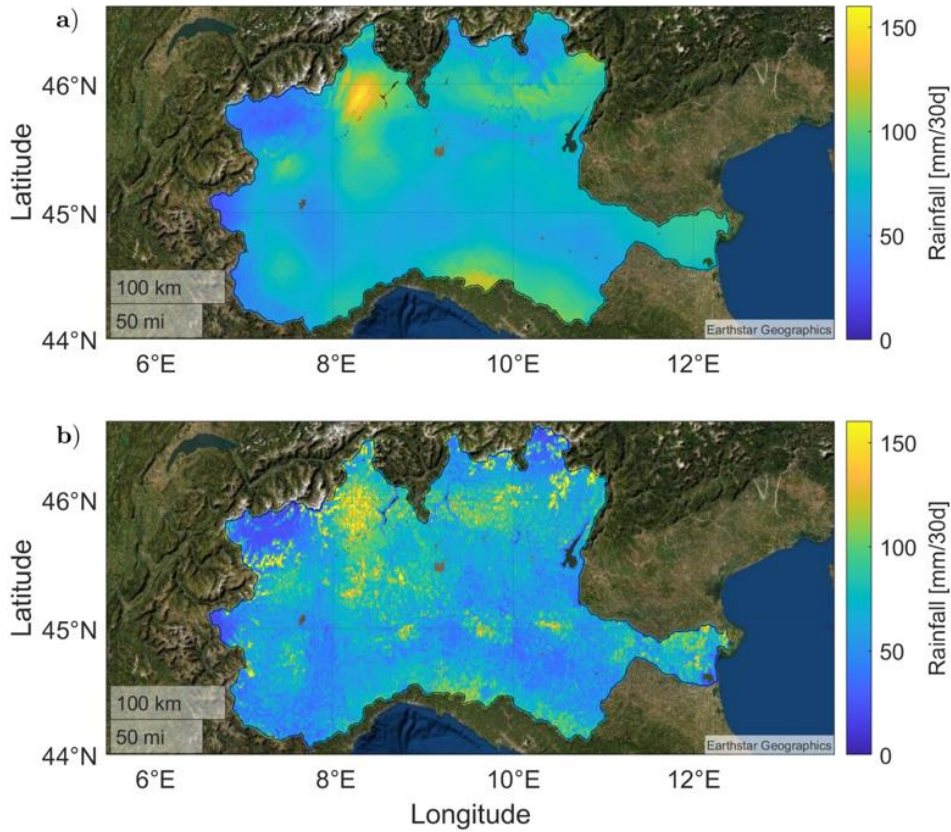 a)
46°N
45°N
44°N
Latitude
100 km
50 mi
Earthstar Geographics
6°E
8°E
10°E
12°E
150
100
50
0
Rainfall [mm/30d]
b)
46°N
45°N
44°N
Latitude
100 km
50 mi
Earthstar Geographics
6°E
8°E
10°E
12°E
Longitude
150
100
50
0
Rainfall [mm/30d]